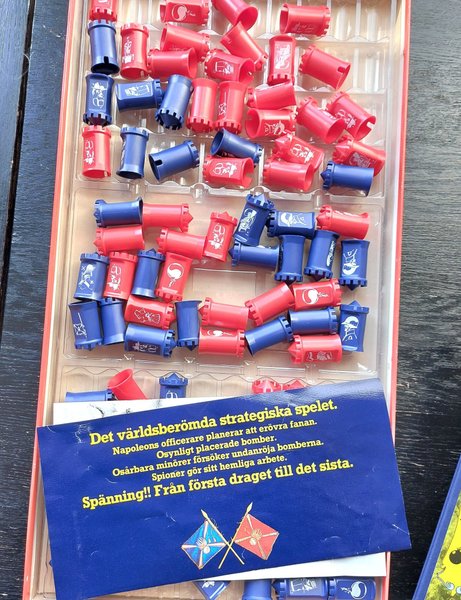 Det världsberömda strategiska spelet.
Napoleons officerare planerar att erövra fanan.
Osynligt placerade bomber.
Osårbara minörer försöker undanröja bomberna.
Spioner gör sitt hemliga arbete.
Spänning!! Från första draget till det sista.